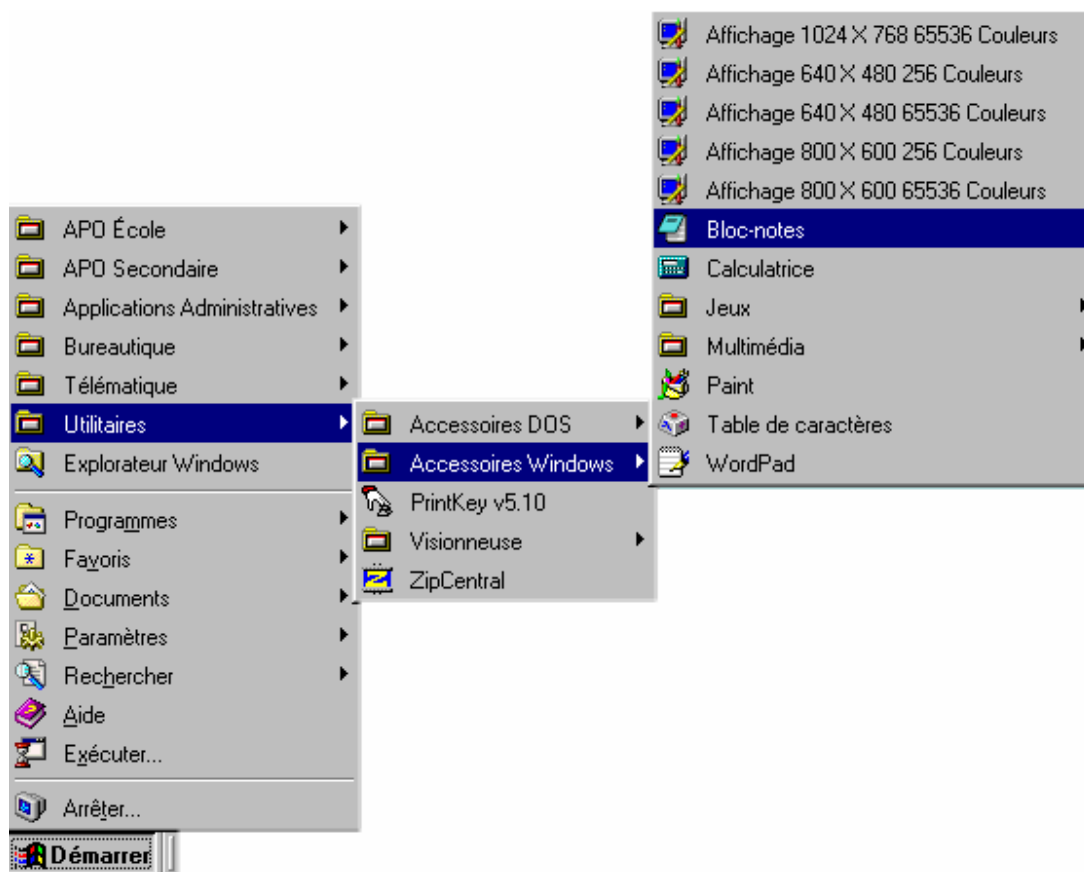 Affichage 1024 X 768 65536 Couleurs
Affichage 640 X 480 256 Couleurs
Affichage 640 X 480 65536 Couleurs
Affichage 800 X 600 256 Couleurs
Affichage 800 X 600 65536 Couleurs
Bloc-notes
Calculatrice
Jeux
Multimédia
Paint
Table de caractères
WordPad
APO École
APO Secondaire
Applications Administratives
Bureautique
Télématique
Utilitaires
Explorateur Windows
Programmes
Favoris
Documents
Paramètres
Rechercher
Aide
Exécuter...
Arrêter...
Démarrer
Accessoires DOS
Accessoires Windows
PrintKey v5.10
Visionneuse
ZipCentral